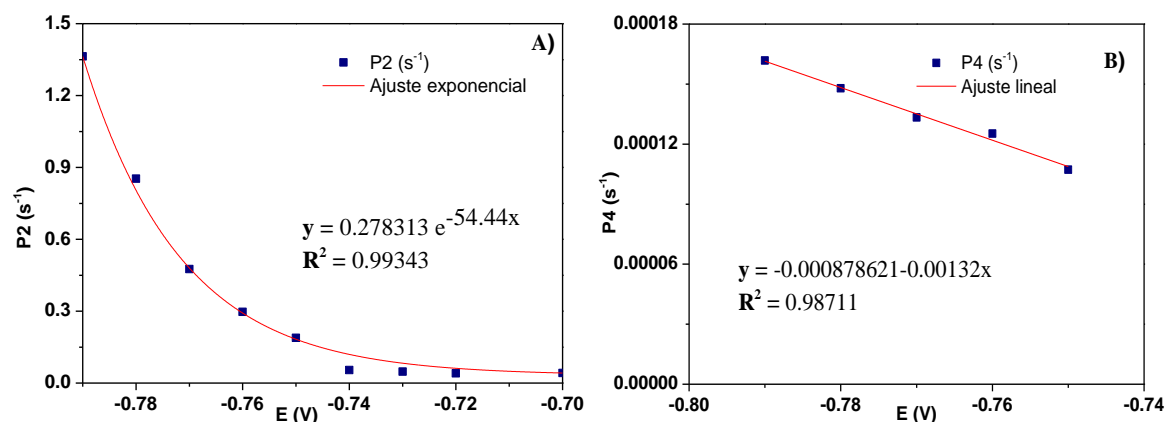 A)
P2 (s-1)
Ajuste exponencial
y = 0.278313 e-54.44x
R2 = 0.99343
P2 (s-1)
1.5
1.2
0.9
0.6
0.3
0.0
-0.78
-0.76
-0.74
-0.72
-0.70
E (V)
B)
P4 (s-1)
Ajuste lineal
y = -0.000878621-0.00132x
R2 = 0.98711
P4 (s-1)
0.00018
0.00012
0.00006
0.00000
-0.80
-0.78
-0.76
-0.74
E (V)